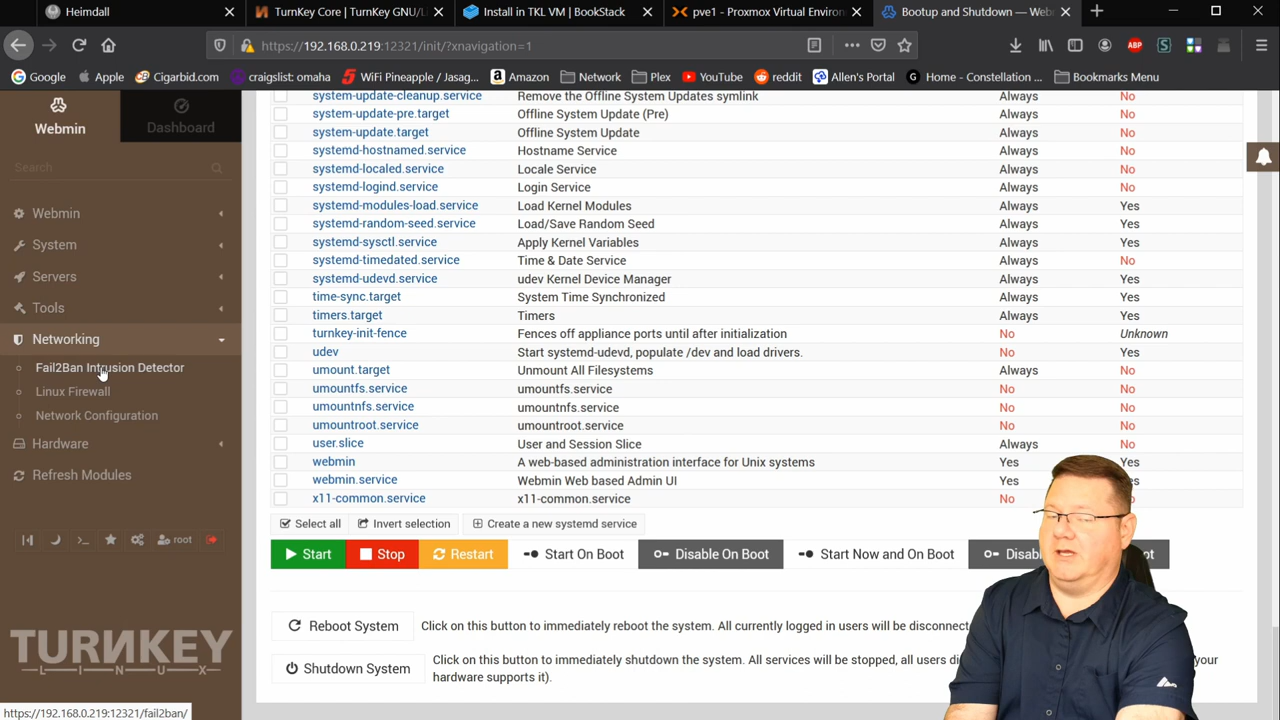 Heimdall
TurnKey Core | TurnKey GNU/L
Install in TKL VM | BookStack
pve1 - Proxmox Virtual Environ
Bootup and Shutdown — Web
https://192.168.0.219:12321/init/?xnavigation=1
Google
Apple
Cigarbid.com
craigslist: omaha
WiFi Pineapple / Jasag...
Amazon
Network
Plex
YouTube
reddit
Allen's Portal
Home - Constellation ...
Bookmarks Menu
Webmin
Dashboard
Search
Webmin
System
Servers
Tools
Networking
Fail2Ban Intrusion Detector
Linux Firewall
Network Configuration
Hardware
Refresh Modules
root
TURNKEY
LINUX
https://192.168.0.219:12321/fail2ban/
system-update-cleanup.service Remove the Offline System Updates symlink Always No
system-update-pre.target Offline System Update (Pre) Always No
system-update.target Offline System Update Always No
systemd-hostnamed.service Hostname Service Always No
systemd-localed.service Locale Service Always No
systemd-logind.service Login Service Always No
systemd-modules-load.service Load Kernel Modules Always Yes
systemd-random-seed.service Load/Save Random Seed Always Yes
systemd-sysctl.service Apply Kernel Variables Always Yes
systemd-timedated.service Time & Date Service Always No
systemd-udevd.service udev Kernel Device Manager Always Yes
time-sync.target System Time Synchronized Always Yes
timers.target Timers Always Yes
turnkey-init-fence Fences off appliance ports until after initialization No Unknown
udev Start systemd-udevd, populate /dev and load drivers. No Yes
umount.target Unmount All Filesystems Always No
umountfs.service umountfs.service No No
umountnfs.service umountnfs.service No No
umountroot.service umountroot.service No No
user.slice User and Session Slice Always No
webmin A web-based administration interface for Unix systems Yes Yes
webmin.service Webmin Web based Admin UI Yes es
x11-common.service x11-common.service No No
Select all
Invert selection
Create a new systemd service
Start
Stop
Restart
Start On Boot
Disable On Boot
Start Now and On Boot
Disab ot
Reboot System
Click on this button to immediately reboot the system. All currently logged in users will be disconnect
Shutdown System
Click on this button to immediately shutdown the system. All services will be stopped, all users di your
hardware supports it).